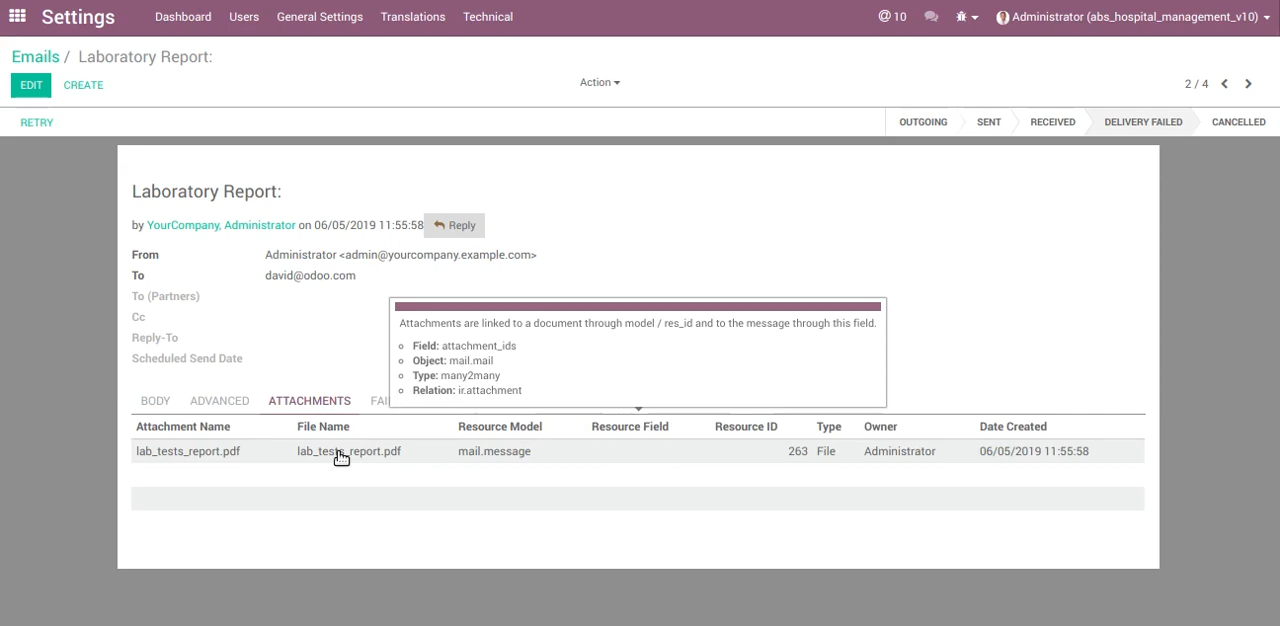 Settings Dashboard Users General Settings Translations Technical @ 10 Administrator (abs_hospital_management_v10)
Emails / Laboratory Report:
EDIT CREATE Action 2 / 4
RETRY OUTGOING SENT RECEIVED DELIVERY FAILED CANCELLED
Laboratory Report:
by YourCompany, Administrator on 06/05/2019 11:55:58 Reply
From Administrator <admin@yourcompany.example.com>
To david@odoo.com
To (Partners)
Cc
Reply-To
Scheduled Send Date
Attachments are linked to a document through model / res_id and to the message through this field.
Field: attachment_ids
Object: mail.mail
Type: many2many
Relation: ir.attachment
BODY ADVANCED ATTACHMENTS FAI
Attachment Name File Name Resource Model Resource Field Resource ID Type Owner Date Created
lab_tests_report.pdf lab_tests_report.pdf mail.message 263 File Administrator 06/05/2019 11:55:58